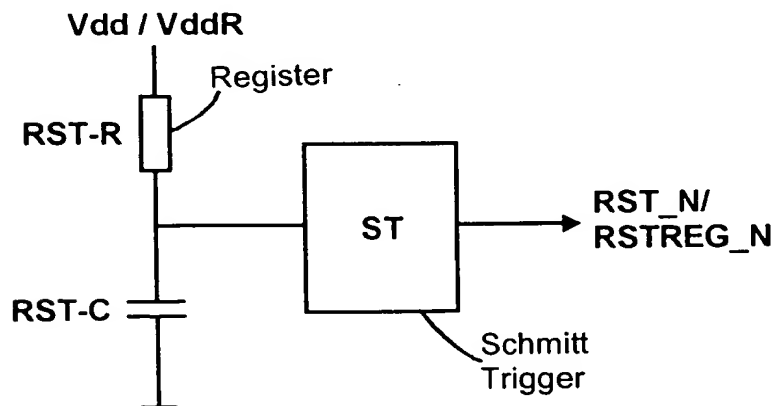 Vdd / VddR
Register
RST-R
ST
RST_N/
RSTREG_N
RST-C
Schmitt
Trigger